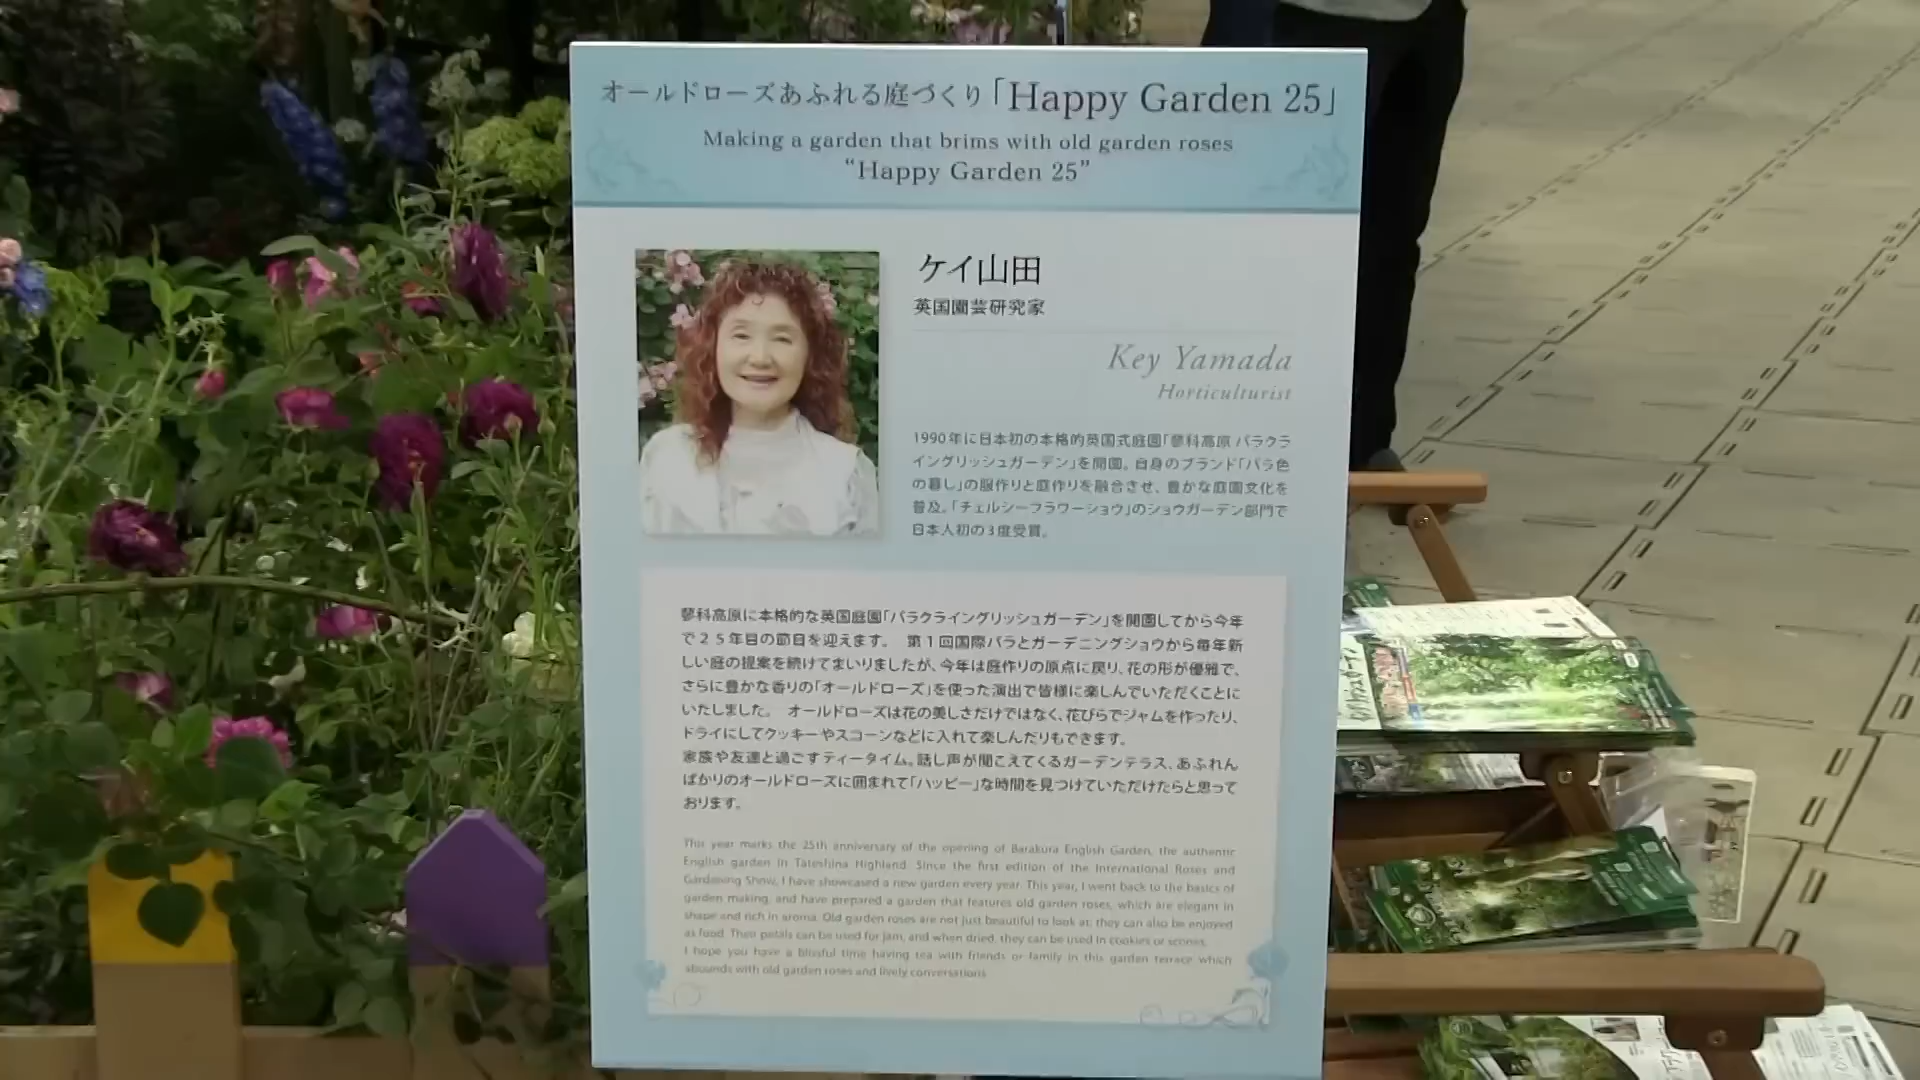 オールドローズあふれる庭づくり「Happy Garden 25」
Making a garden that brims with old garden roses
“Happy Garden 25”
ケイ山田
英国園芸研究家
Key Yamada
Horticulturist
1990年に日本初の本格的英国式庭園「蓼科高原 バラクラ
イングリッシュガーデン」を開園。自身のブランド「バラ色
の暮し」の服作りと庭作りを融合させ、豊かな庭園文化を
普及。「チェルシーフラワーショウ」のショウガーデン部門で
日本人初の3度受賞。
蓼科高原に本格的な英国庭園「バラクライングリッシュガーデン」を開園してから今年
で25年目の節目を迎えます。 第1回国際バラとガーデニングショウから毎年新
しい庭の提案を続けてまいりましたが、今年は庭作りの原点に戻り、花の形が優雅で、
さらに豊かな香りの「オールドローズ」を使った演出で皆様に楽しんでいただくことに
いたしました。 オールドローズは花の美しさだけではなく、花びらでジャムを作ったり、
ドライにしてクッキーやスコーンなどに入れて楽しんだりもできます。
家族や友達と過ごすティータイム。話し声が聞こえてくるガーデンテラス、あふれん
ばかりのオールドローズに囲まれて「ハッピー」な時間を見つけていただけたらと思って
おります。
This year marks the 25th anniversary of the opening of Barakura English Garden, the authentic
English garden in Tateshina Highland. Since the first edition of the International Roses and
Gardening Show, I have showcased a new garden every year. This year, I went back to the basics of
garden making, and have prepared a garden that features old garden roses, which are elegant in
shape and rich in aroma. Old garden roses are not just beautiful to look at; they can also be enjoyed
as food. Their petals can be used for jam, and when dried, they can be used in cookies or scones.
I hope you have a blissful time having tea with friends or family in this garden terrace which
abounds with old garden roses and lively conversations.